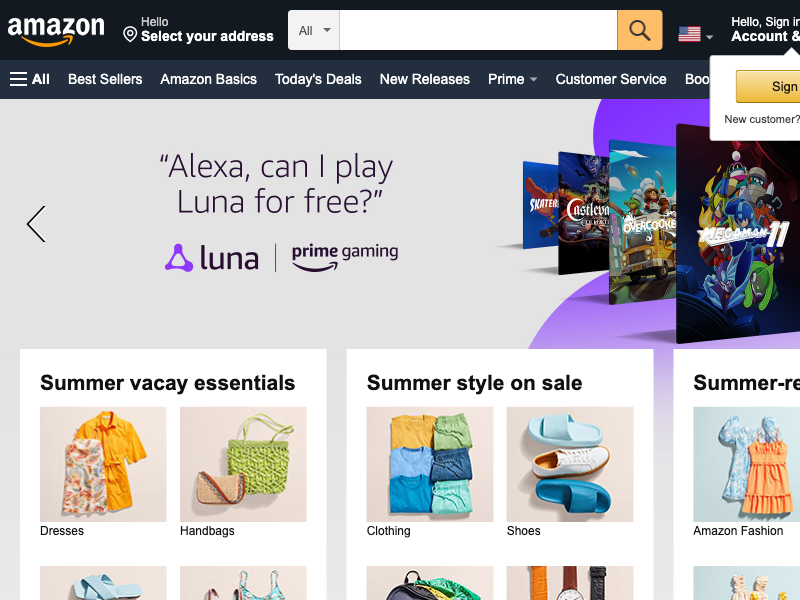 amazon
Hello
Select your address
All
Hello, Sign in
Account &
All
Best Sellers
Amazon Basics
Today's Deals
New Releases
Prime
Customer Service
Boo
Sign
New customer?
“Alexa, can I play
Luna for free?”
luna
prime gaming
SKATER
Castleva
OVERCOOKE
MEGAMAN 11
Summer vacay essentials
Summer style on sale
Summer-re
Dresses
Handbags
Clothing
Shoes
Amazon Fashion